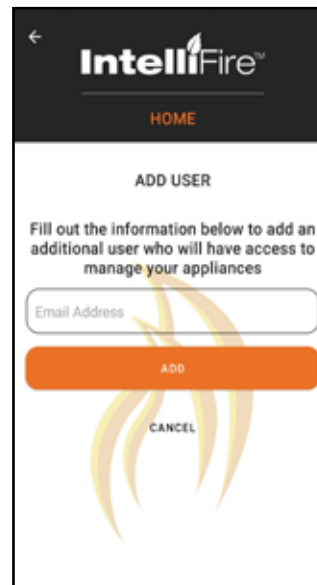 IntelliFire™
HOME
ADD USER
Fill out the information below to add an
additional user who will have access to
manage your appliances
Email Address
ADD
CANCEL